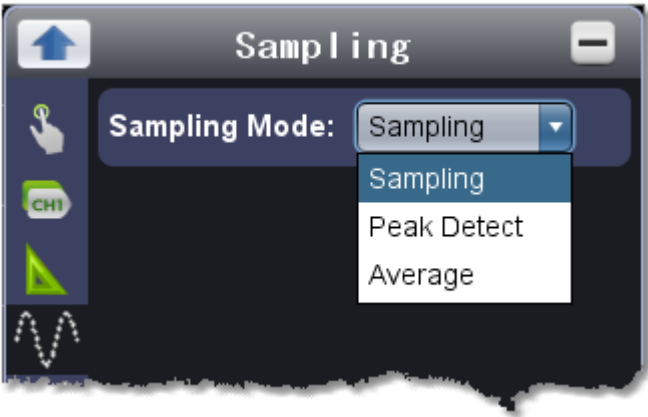 Sampling
Sampling Mode: Sampling
Sampling
CH1
Peak Detect
Average